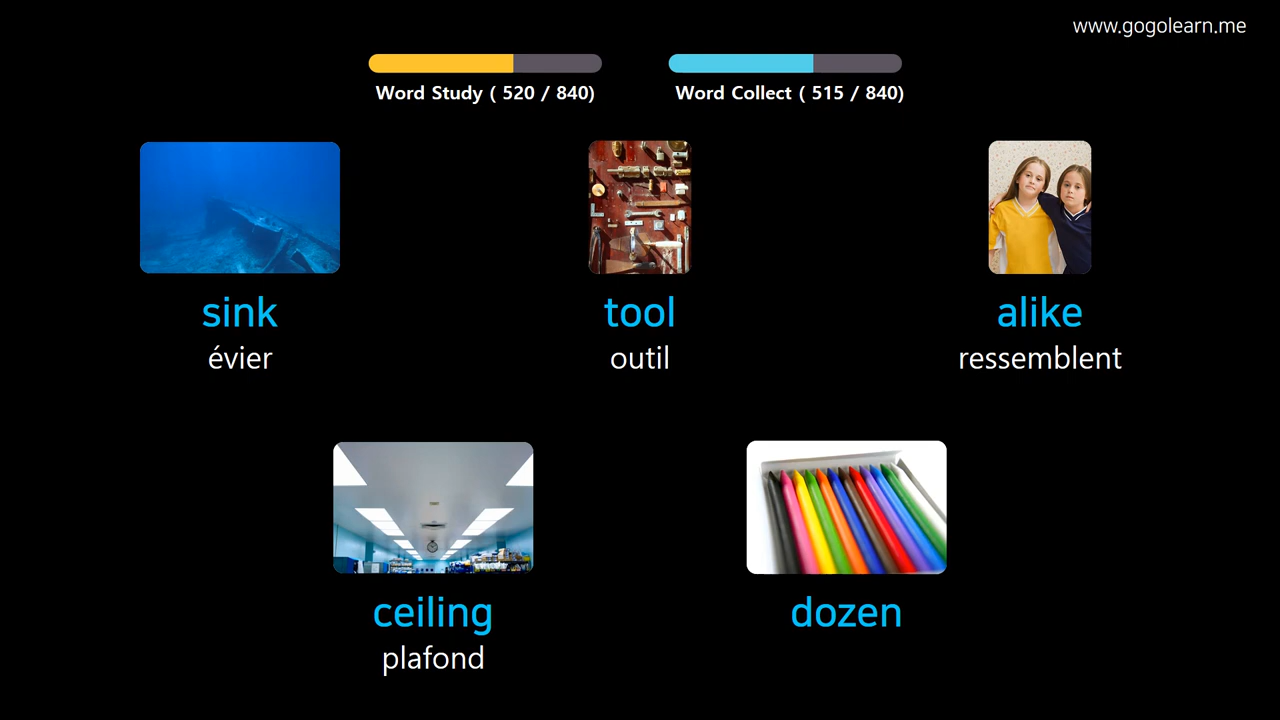 www.gogolearn.me
Word Study ( 520 / 840)
Word Collect ( 515 / 840)
sink
évier
tool
outil
alike
ressemblent
ceiling
plafond
dozen